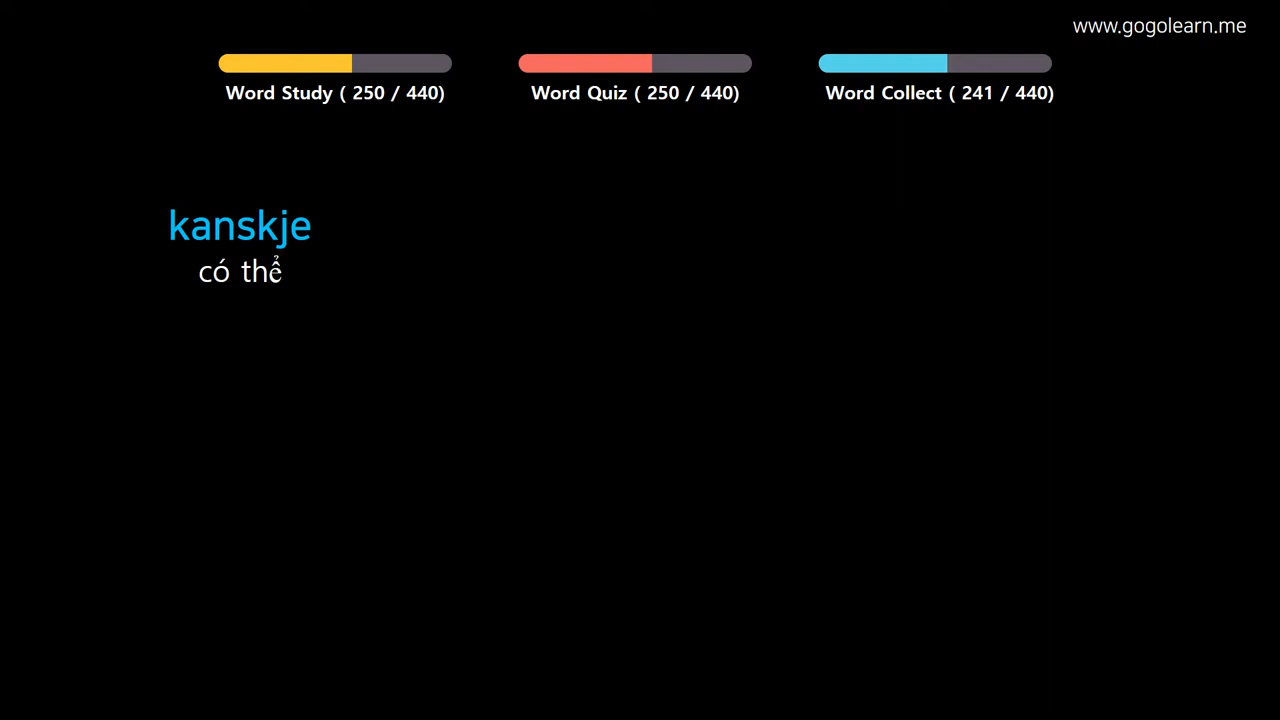 www.gogolearn.me
Word Study ( 250 / 440)
Word Quiz ( 250 / 440)
Word Collect ( 241 / 440)
kanskje
có thể